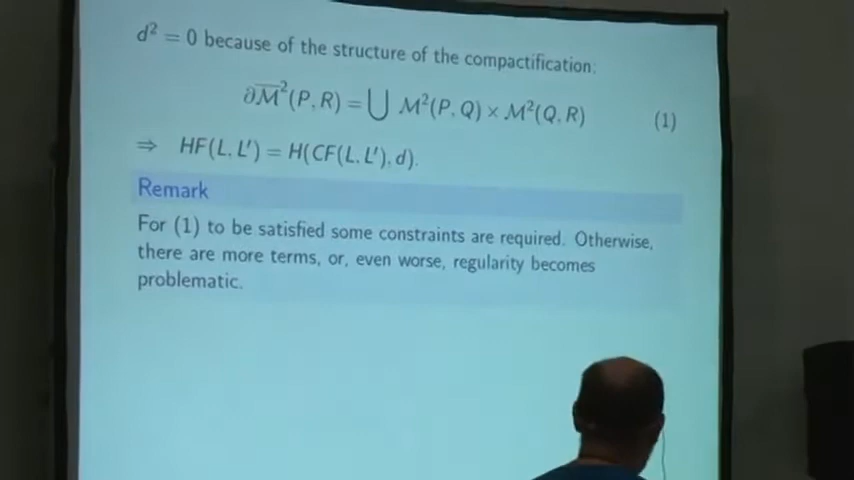 d² = 0 because of the structure of the compactification:
∂M̅²(P, R) = ⋃ M²(P, Q) × M²(Q, R) (1)
⇒ HF(L, L′) = H(CF(L, L′), d).
Remark
For (1) to be satisfied some constraints are required. Otherwise,
there are more terms, or, even worse, regularity becomes
problematic.